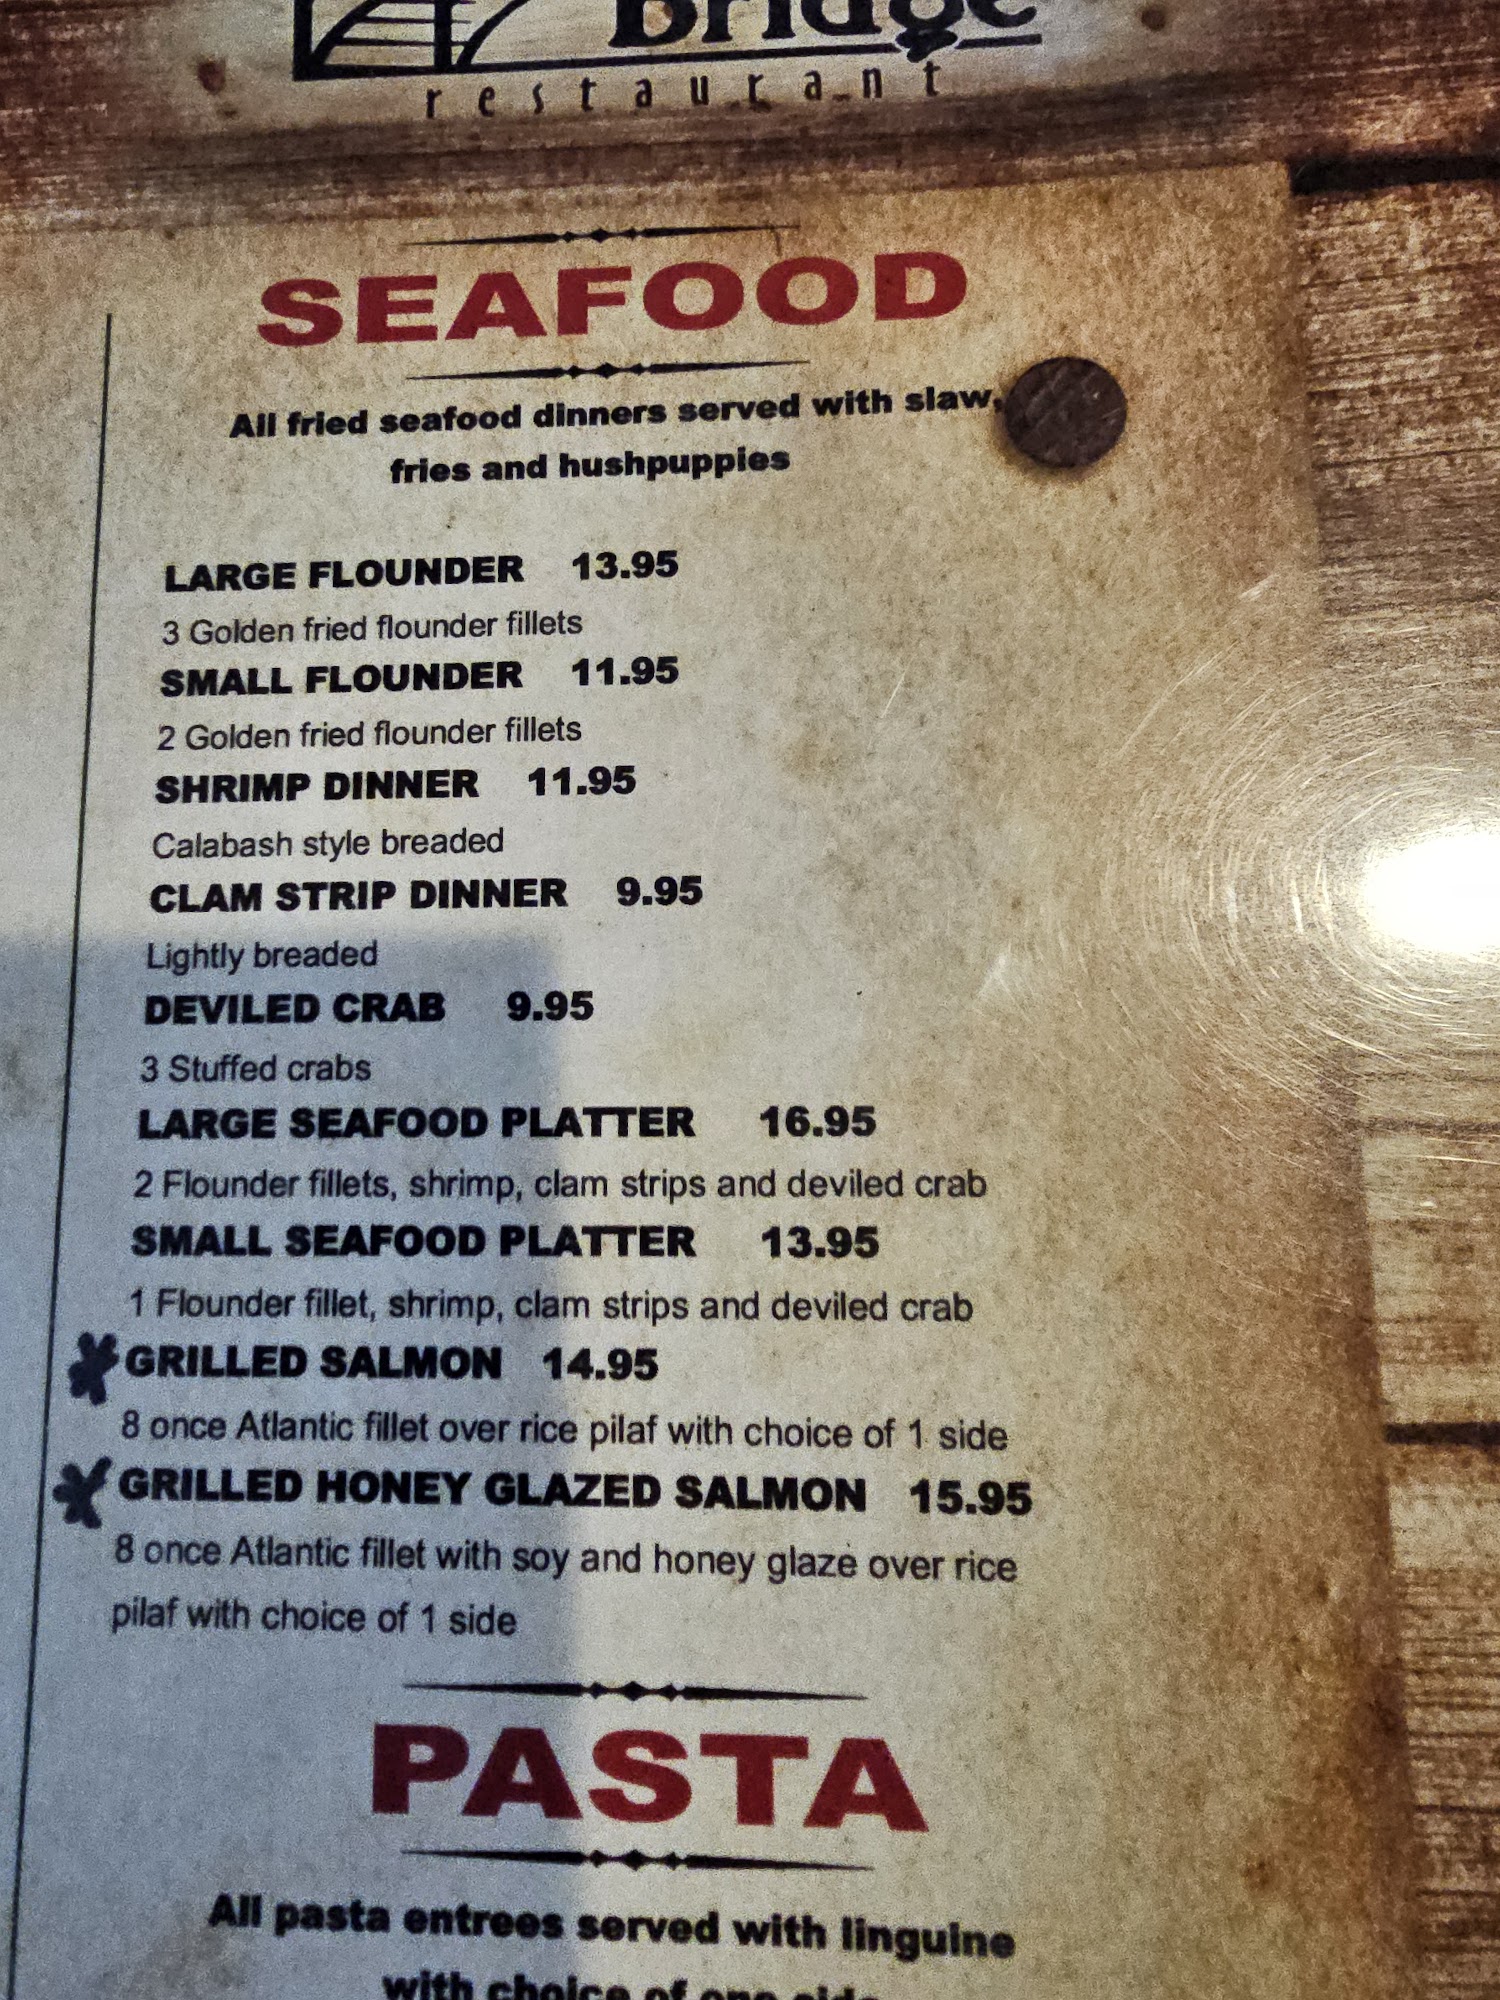 Bridge
restaurant
SEAFOOD
All fried seafood dinners served with slaw,
fries and hushpuppies
LARGE FLOUNDER 13.95
3 Golden fried flounder fillets
SMALL FLOUNDER 11.95
2 Golden fried flounder fillets
SHRIMP DINNER 11.95
Calabash style breaded
CLAM STRIP DINNER 9.95
Lightly breaded
DEVILED CRAB 9.95
3 Stuffed crabs
LARGE SEAFOOD PLATTER 16.95
2 Flounder fillets, shrimp, clam strips and deviled crab
SMALL SEAFOOD PLATTER 13.95
1 Flounder fillet, shrimp, clam strips and deviled crab
GRILLED SALMON 14.95
8 once Atlantic fillet over rice pilaf with choice of 1 side
GRILLED HONEY GLAZED SALMON 15.95
8 once Atlantic fillet with soy and honey glaze over rice
pilaf with choice of 1 side
PASTA
All pasta entrees served with linguine
with choice of one side